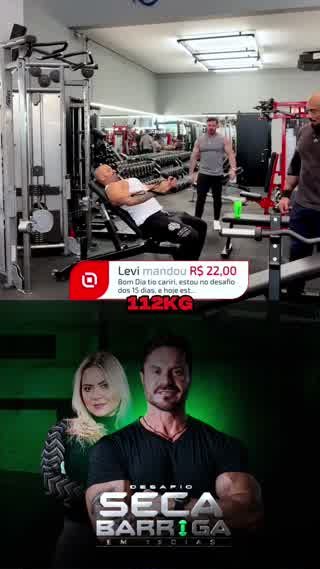 Levi mandou R$ 22,00
Bom Dia tio cariri, estou no desafio
dos 15 dias, e hoje est...
112KG
DESAFIO
SECA
BARRIGA
EM 15 DIAS